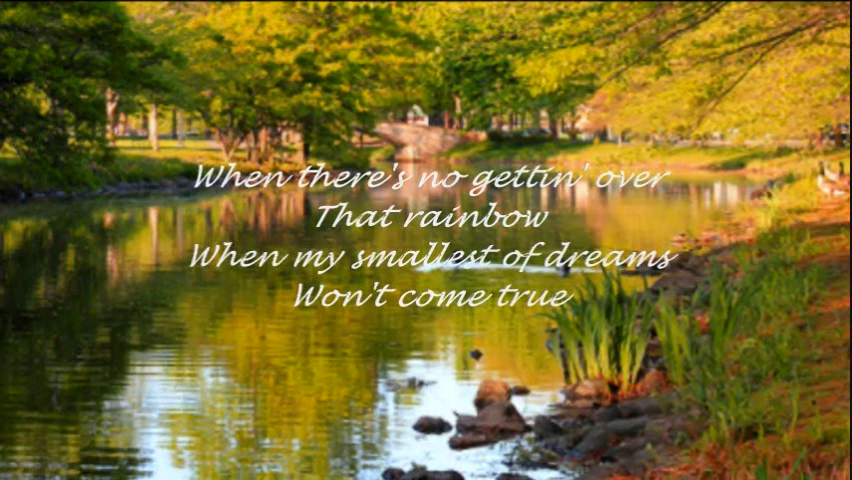 When there's no gettin' over
That rainbow
When my smallest of dreams
Won't come true